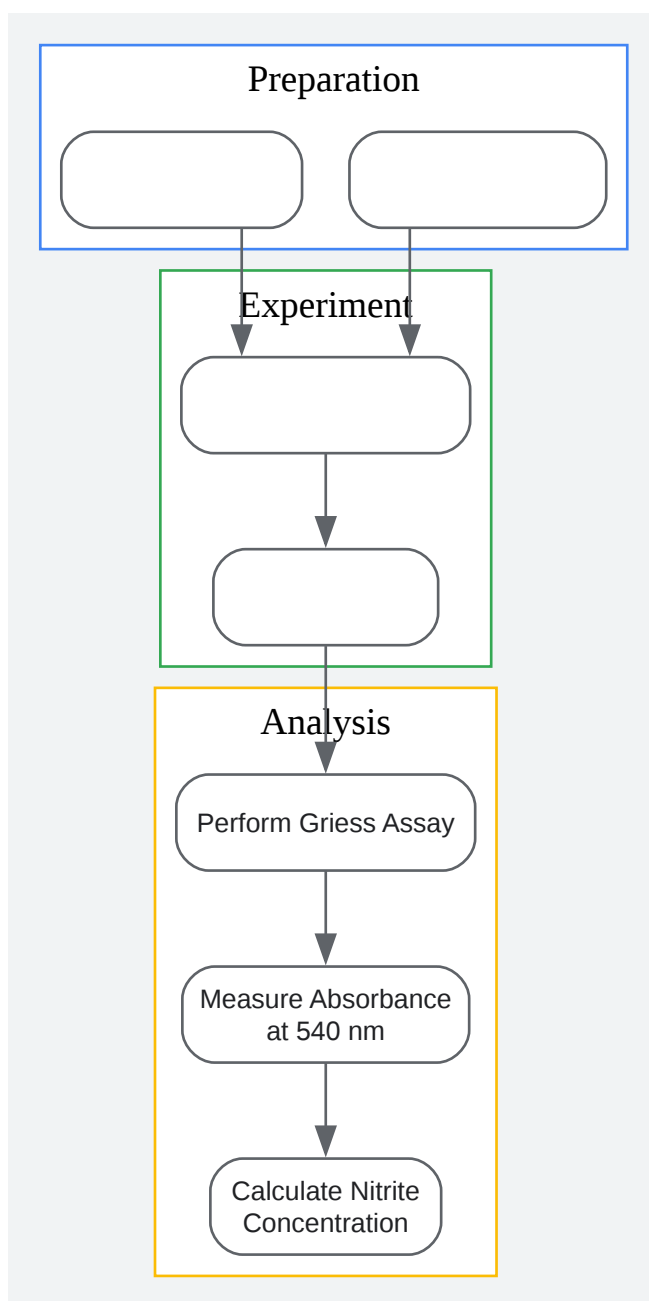 Preparation
Experiment
Analysis
Perform Griess Assay
Measure Absorbance
at 540 nm
Calculate Nitrite
Concentration